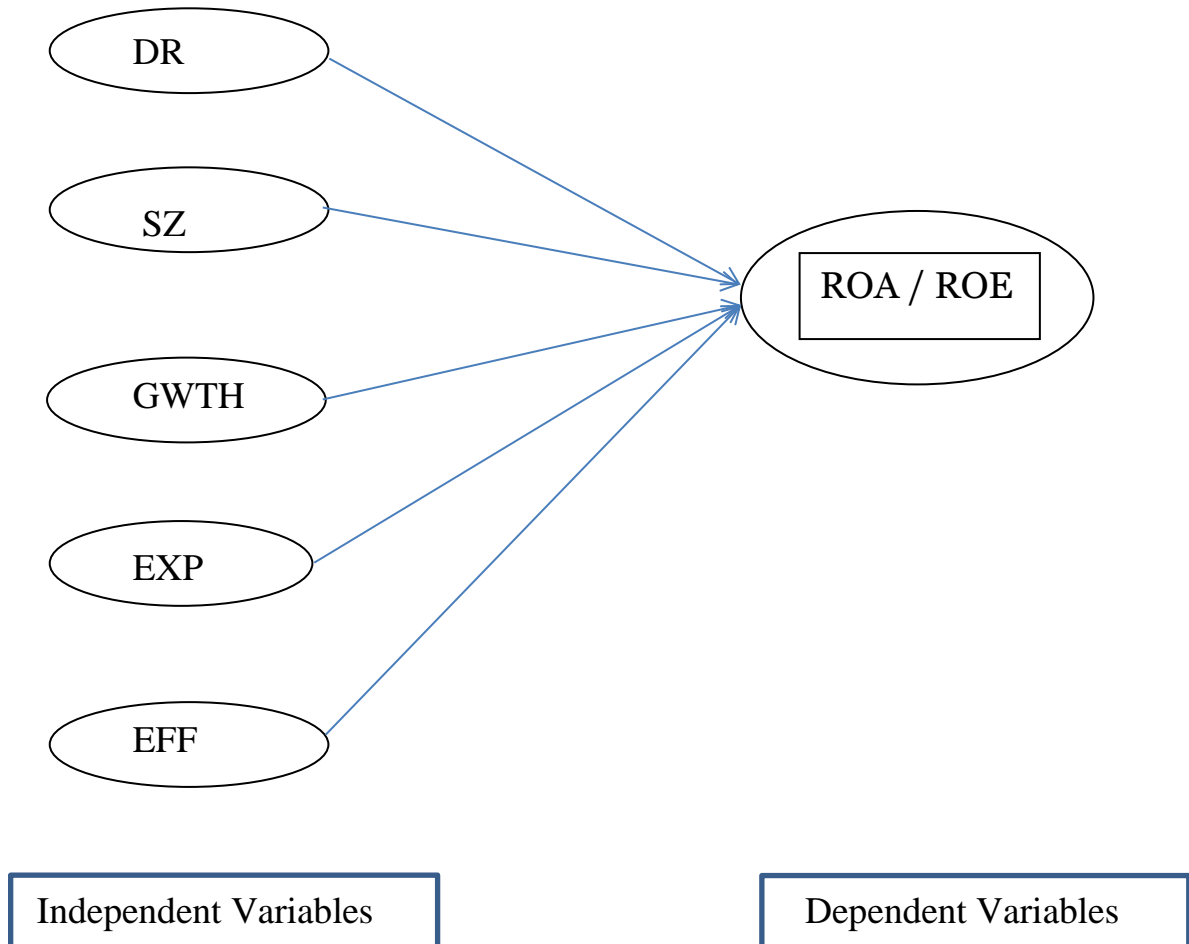 DR
SZ
ROA / ROE
GWTH
EXP
EFF
Independent Variables
Dependent Variables